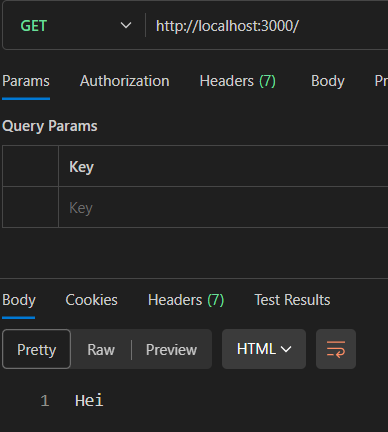 GET http://localhost:3000/
Params Authorization Headers (7) Body Pr
Query Params
Key
Key
Body Cookies Headers (7) Test Results
Pretty Raw Preview HTML
1 Hei